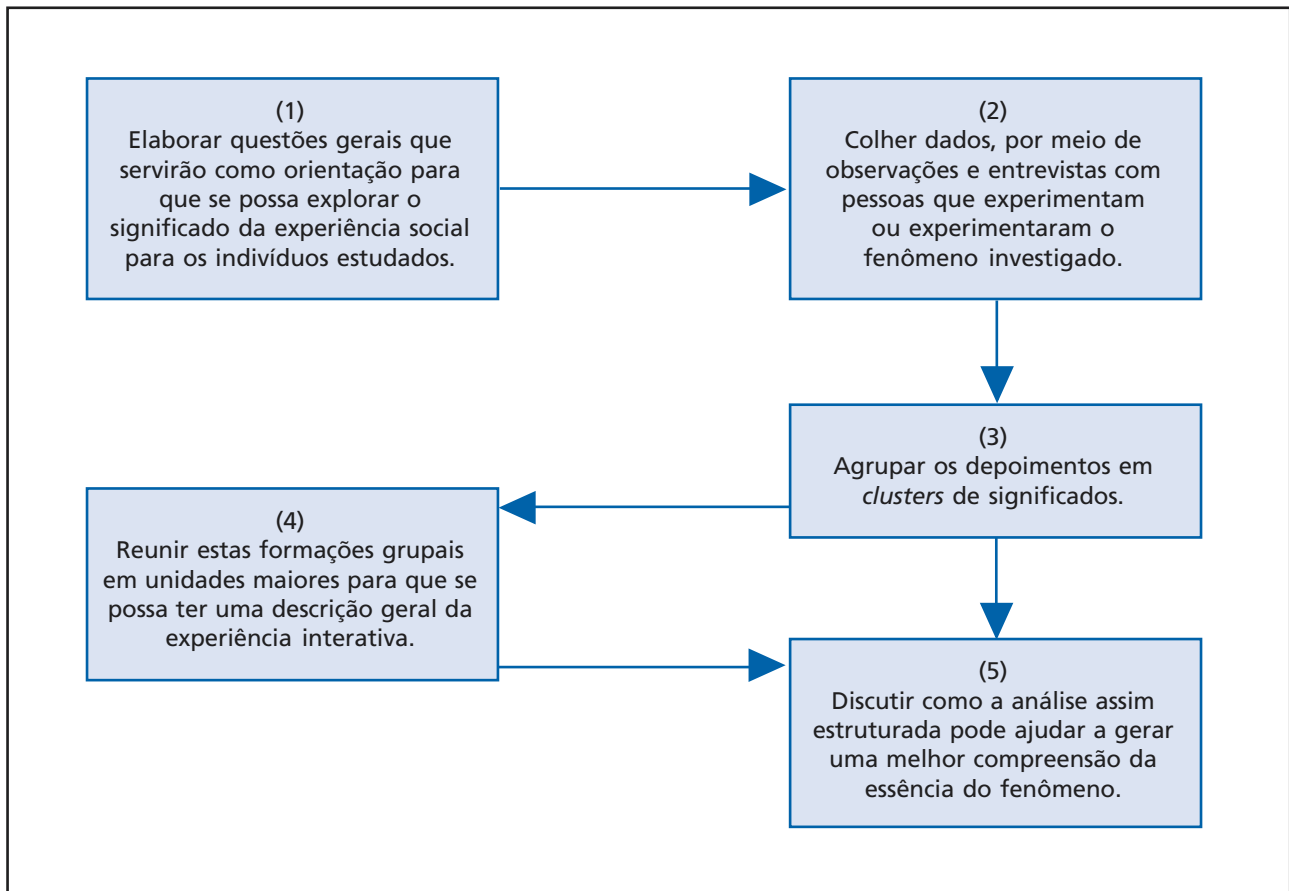 (1)
Elaborar questões gerais que
servirão como orientação para
que se possa explorar o
significado da experiência social
para os indivíduos estudados.
(2)
Colher dados, por meio de
observações e entrevistas com
pessoas que experimentam
ou experimentaram o
fenômeno investigado.
(3)
Agrupar os depoimentos em
clusters de significados.
(4)
Reunir estas formações grupais
em unidades maiores para que se
possa ter uma descrição geral da
experiência interativa.
(5)
Discutir como a análise assim
estruturada pode ajudar a gerar
uma melhor compreensão da
essência do fenômeno.